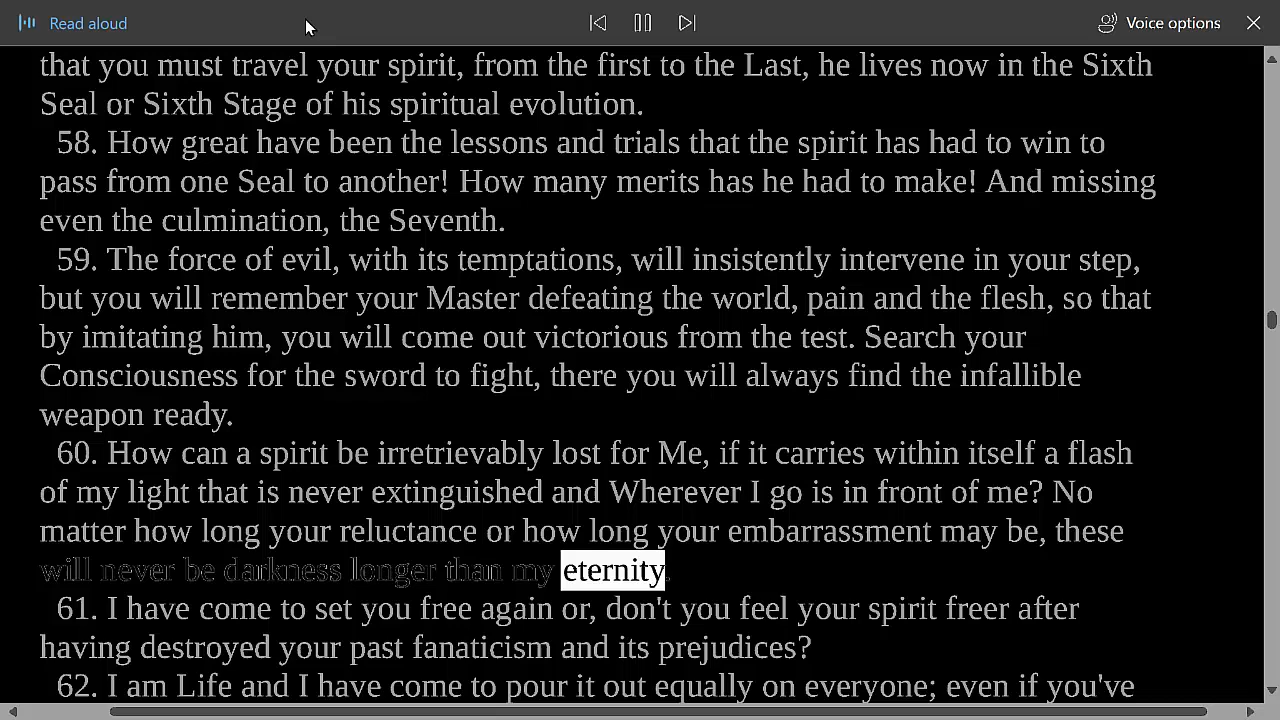 Read aloud
Voice options
that you must travel your spirit, from the first to the Last, he lives now in the Sixth
Seal or Sixth Stage of his spiritual evolution.
58. How great have been the lessons and trials that the spirit has had to win to
pass from one Seal to another! How many merits has he had to make! And missing
even the culmination, the Seventh.
59. The force of evil, with its temptations, will insistently intervene in your step,
but you will remember your Master defeating the world, pain and the flesh, so that
by imitating him, you will come out victorious from the test. Search your
Consciousness for the sword to fight, there you will always find the infallible
weapon ready.
60. How can a spirit be irretrievably lost for Me, if it carries within itself a flash
of my light that is never extinguished and Wherever I go is in front of me? No
matter how long your reluctance or how long your embarrassment may be, these
will never be darkness longer than my eternity.
61. I have come to set you free again or, don't you feel your spirit freer after
having destroyed your past fanaticism and its prejudices?
62. I am Life and I have come to pour it out equally on everyone; even if you've